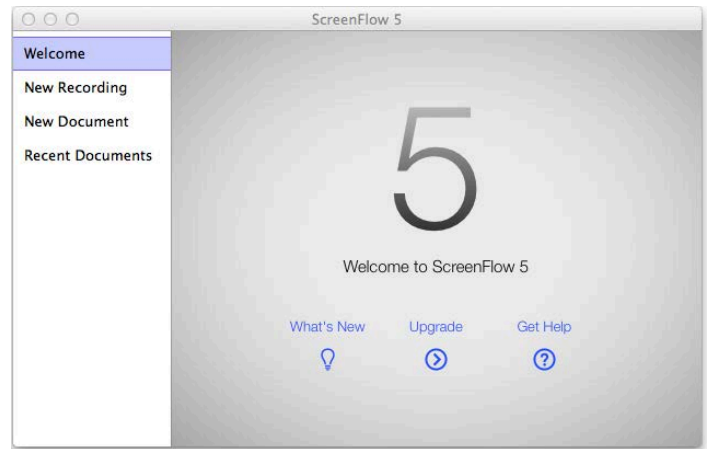 ScreenFlow 5
Welcome
New Recording
New Document
Recent Documents
5
Welcome to ScreenFlow 5
What's New Upgrade Get Help
?